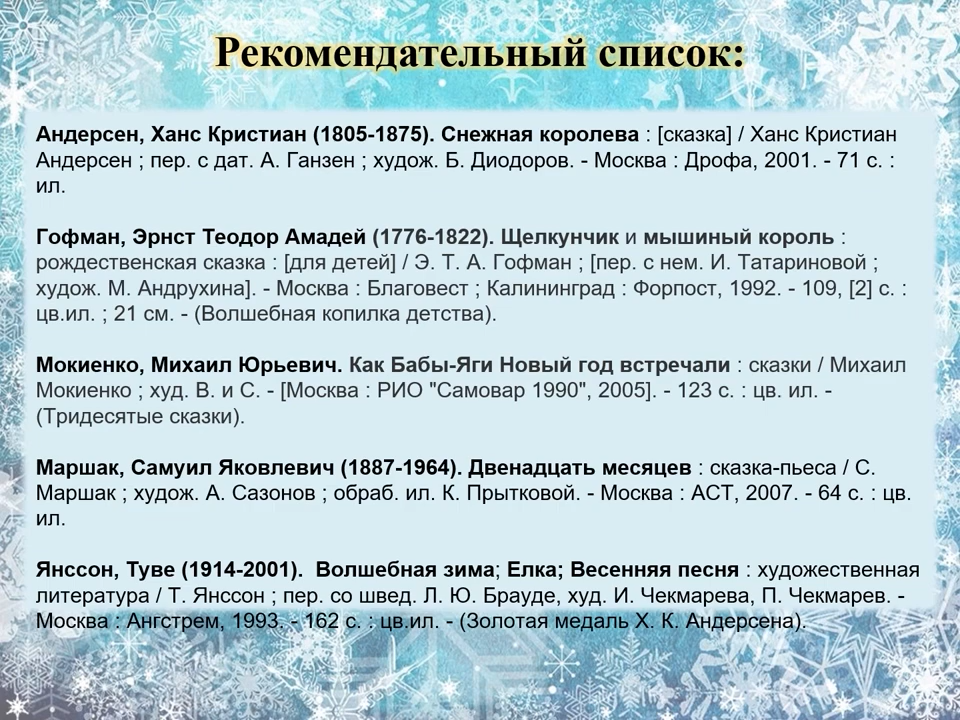 Рекомендательный список:
Андерсен, Ханс Кристиан (1805-1875). Снежная королева : [сказка] / Ханс Кристиан
Андерсен ; пер. с дат. А. Ганзен ; худож. Б. Диодоров. - Москва : Дрофа, 2001. - 71 с. :
ил.
Гофман, Эрнст Теодор Амадей (1776-1822). Щелкунчик и мышиный король :
рождественская сказка : [для детей] / Э. Т. А. Гофман ; [пер. с нем. И. Татариновой ;
худож. М. Андрухина]. - Москва : Благовест ; Калининград : Форпост, 1992. - 109, [2] с. :
цв.ил. ; 21 см. - (Волшебная копилка детства).
Мокиенко, Михаил Юрьевич. Как Бабы-Яги Новый год встречали : сказки / Михаил
Мокиенко ; худ. В. и С. - [Москва : РИО "Самовар 1990", 2005]. - 123 с. : цв. ил. -
(Тридесятые сказки).
Маршак, Самуил Яковлевич (1887-1964). Двенадцать месяцев : сказка-пьеса / С.
Маршак ; худож. А. Сазонов ; обраб. ил. К. Прытковой. - Москва : АСТ, 2007. - 64 с. : цв.
ил.
Янссон, Туве (1914-2001). Волшебная зима; Елка; Весенняя песня : художественная
литература / Т. Янссон ; пер. со швед. Л. Ю. Брауде, худ. И. Чекмарева, П. Чекмарев. -
Москва : Ангстрем, 1993. - 162 с. : цв.ил. - (Золотая медаль Х. К. Андерсена).